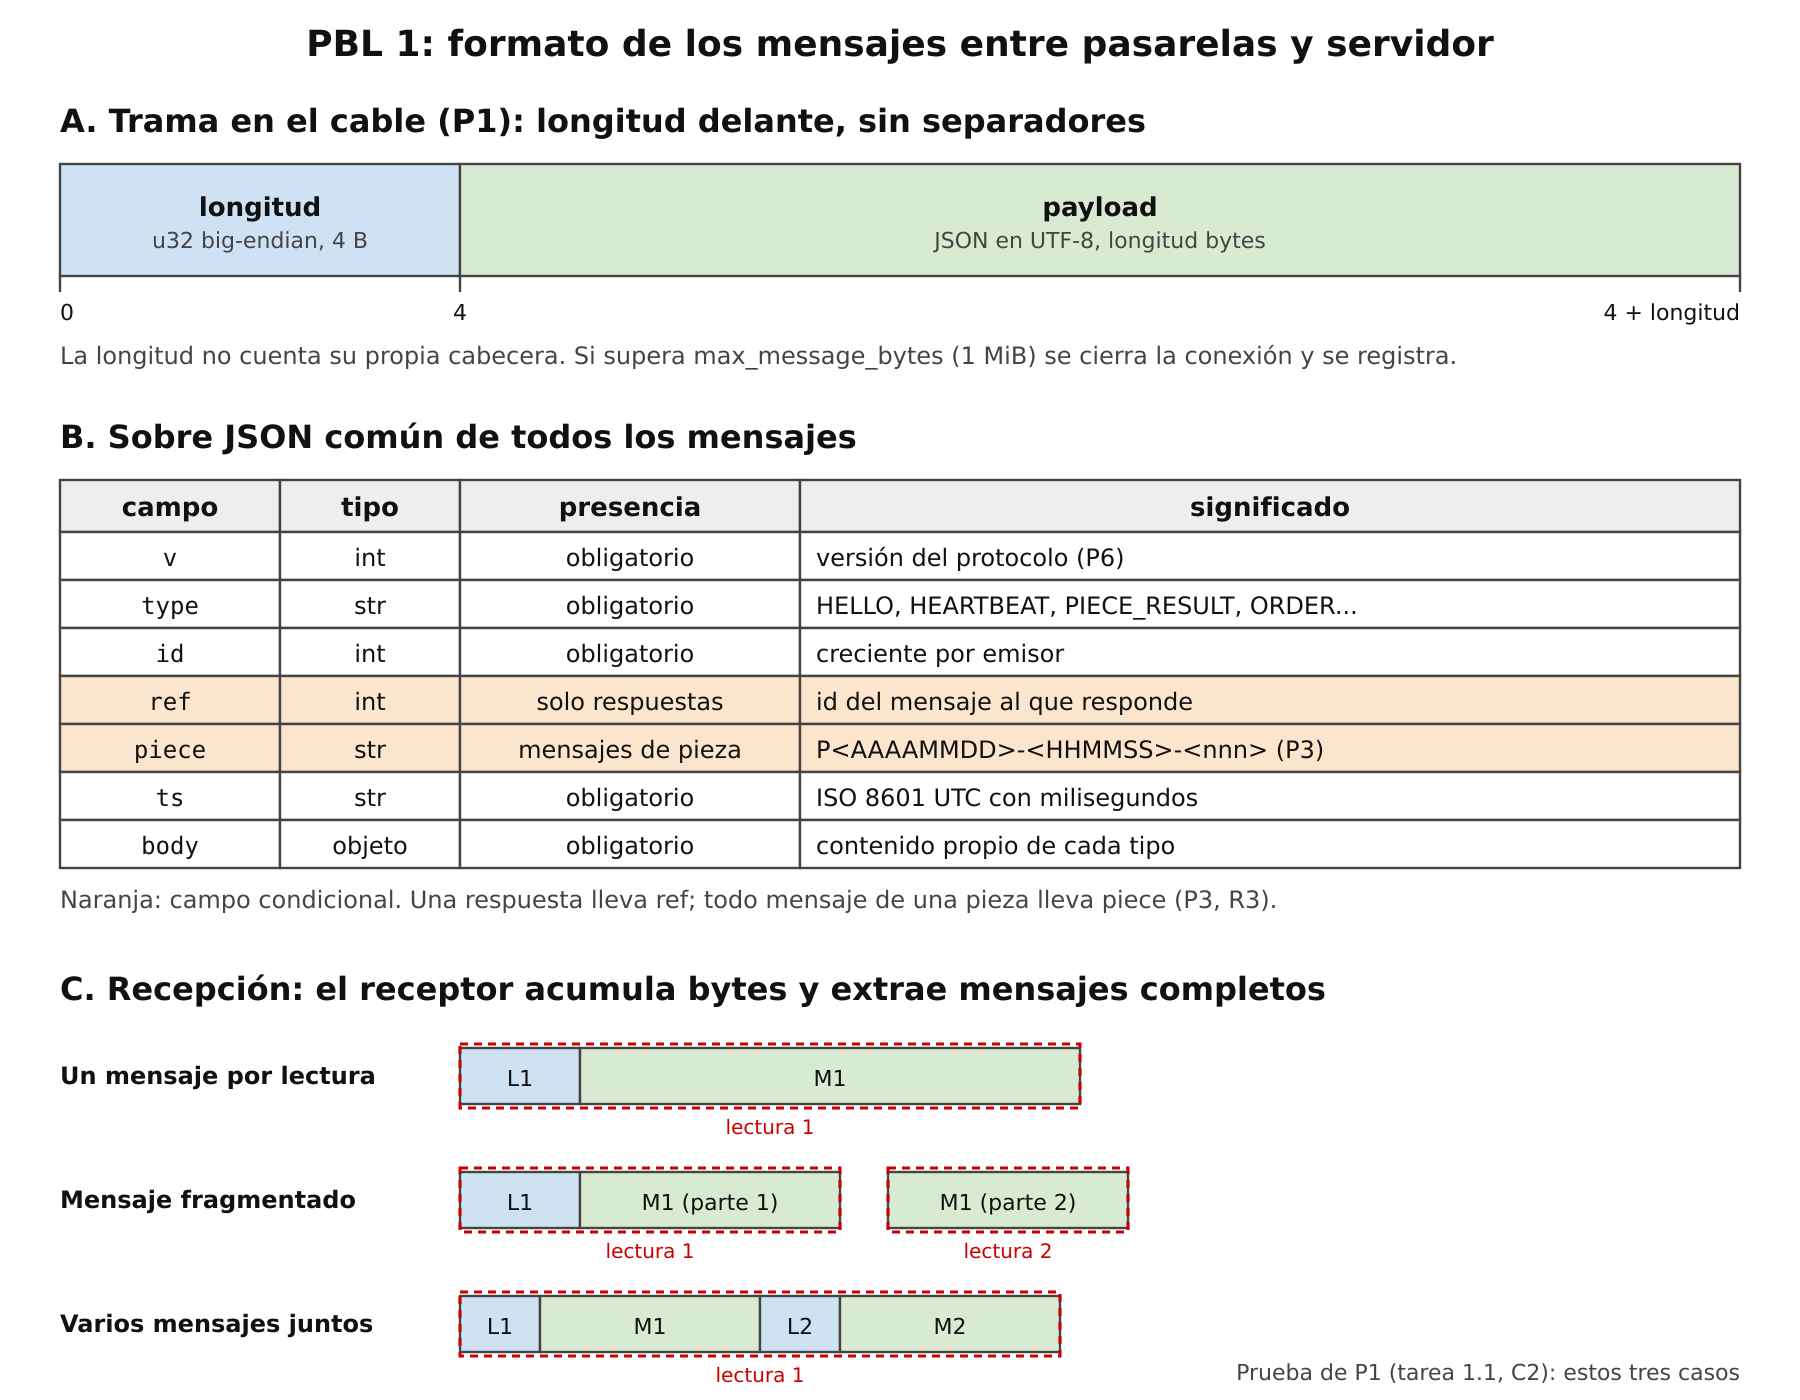 PBL 1: formato de los mensajes entre pasarelas y servidor
A. Trama en el cable (P1): longitud delante, sin separadores
longitud
u32 big-endian, 4 B
payload
JSON en UTF-8, longitud bytes
0
4
4 + longitud
La longitud no cuenta su propia cabecera. Si supera max_message_bytes (1 MiB) se cierra la conexión y se registra.
B. Sobre JSON común de todos los mensajes
campo tipo presencia significado
v int obligatorio versión del protocolo (P6)
type str obligatorio HELLO, HEARTBEAT, PIECE_RESULT, ORDER...
id int obligatorio creciente por emisor
ref int solo respuestas id del mensaje al que responde
piece str mensajes de pieza P<AAAAMMDD>-<HHMMSS>-<nnn> (P3)
ts str obligatorio ISO 8601 UTC con milisegundos
body objeto obligatorio contenido propio de cada tipo
Naranja: campo condicional. Una respuesta lleva ref; todo mensaje de una pieza lleva piece (P3, R3).
C. Recepción: el receptor acumula bytes y extrae mensajes completos
Un mensaje por lectura
L1 M1
lectura 1
Mensaje fragmentado
L1 M1 (parte 1) M1 (parte 2)
lectura 1 lectura 2
Varios mensajes juntos
L1 M1 L2 M2
lectura 1
Prueba de P1 (tarea 1.1, C2): estos tres casos